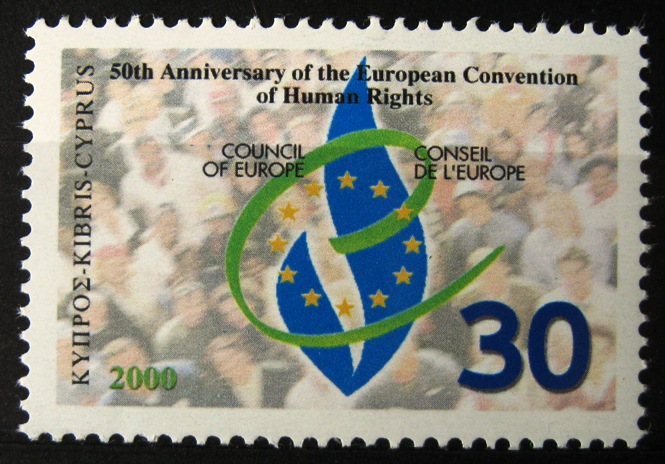 50th Anniversary of the European Convention
of Human Rights
COUNCIL
OF EUROPE
CONSEIL
DE L'EUROPE
ΚΥΠΡΟΣ-KIBRIS-CYPRUS
2000
30